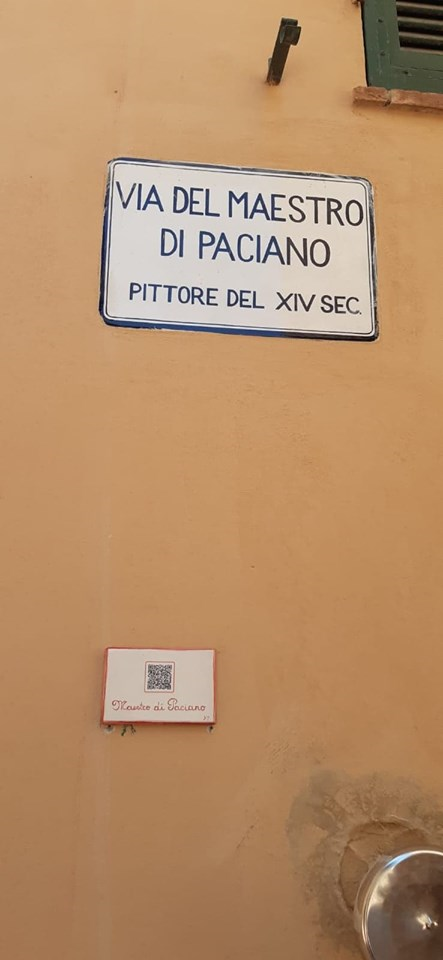 VIA DEL MAESTRO
DI PACIANO
PITTORE DEL XIV SEC.
Maestro di Paciano